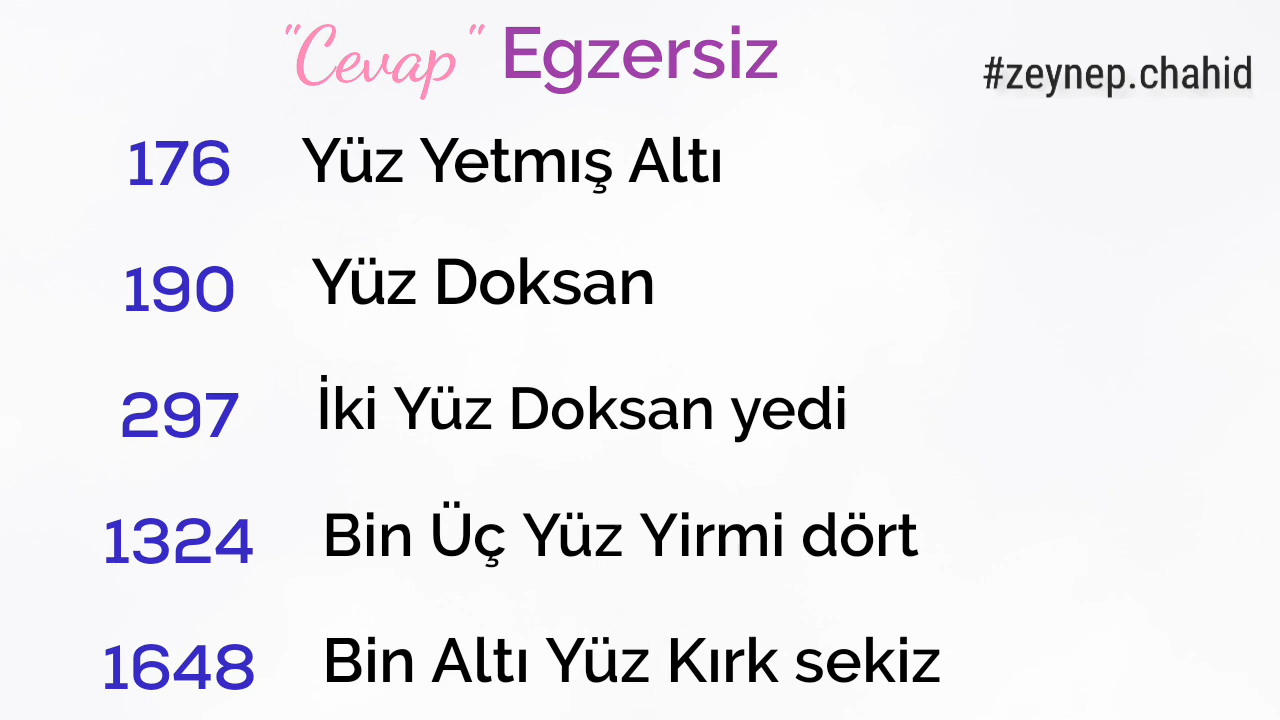 "Cevap" Egzersiz
#zeynep.chahid
176 Yüz Yetmış Altı
190 Yüz Doksan
297 İki Yüz Doksan yedi
1324 Bin Üç Yüz Yirmi dört
1648 Bin Altı Yüz Kırk sekiz